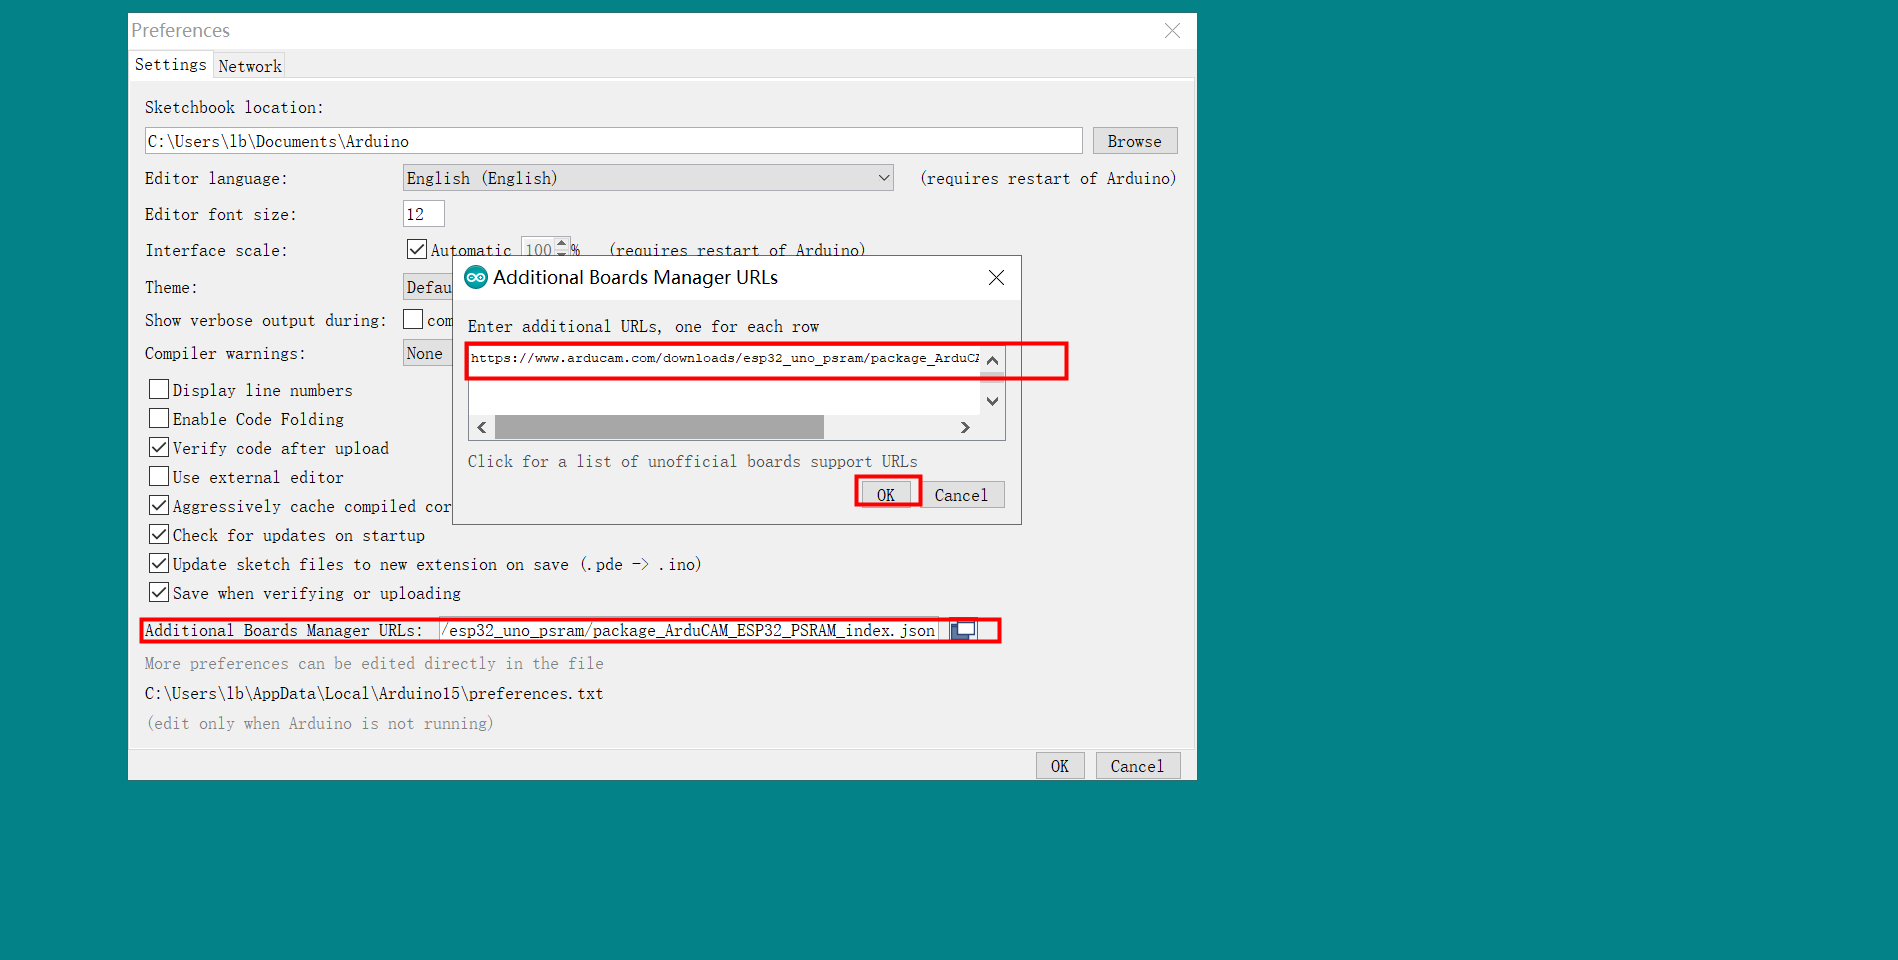 Preferences
Settings Network
Sketchbook location:
C:\Users\lb\Documents\Arduino Browse
Editor language: English (English) (requires restart of Arduino)
Editor font size: 12
Interface scale: Automatic 100 % (requires restart of Arduino)
Theme: Defau
Show verbose output during: com
Compiler warnings: None
Display line numbers
Enable Code Folding
Verify code after upload
Use external editor
Aggressively cache compiled cor
Check for updates on startup
Update sketch files to new extension on save (.pde -> .ino)
Save when verifying or uploading
Additional Boards Manager URLs: /esp32_uno_psram/package_ArduCAM_ESP32_PSRAM_index.json
More preferences can be edited directly in the file
C:\Users\lb\AppData\Local\Arduino15\preferences.txt
(edit only when Arduino is not running)
OK Cancel
Additional Boards Manager URLs
Enter additional URLs, one for each row
https://www.arducam.com/downloads/esp32_uno_psram/package_ArduCA
Click for a list of unofficial boards support URLs
OK Cancel